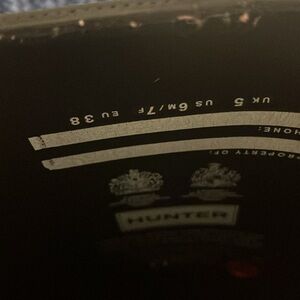 UK 5 US 6M/7F EU 38
PHONE:
PROPERTY OF:
HUNTER